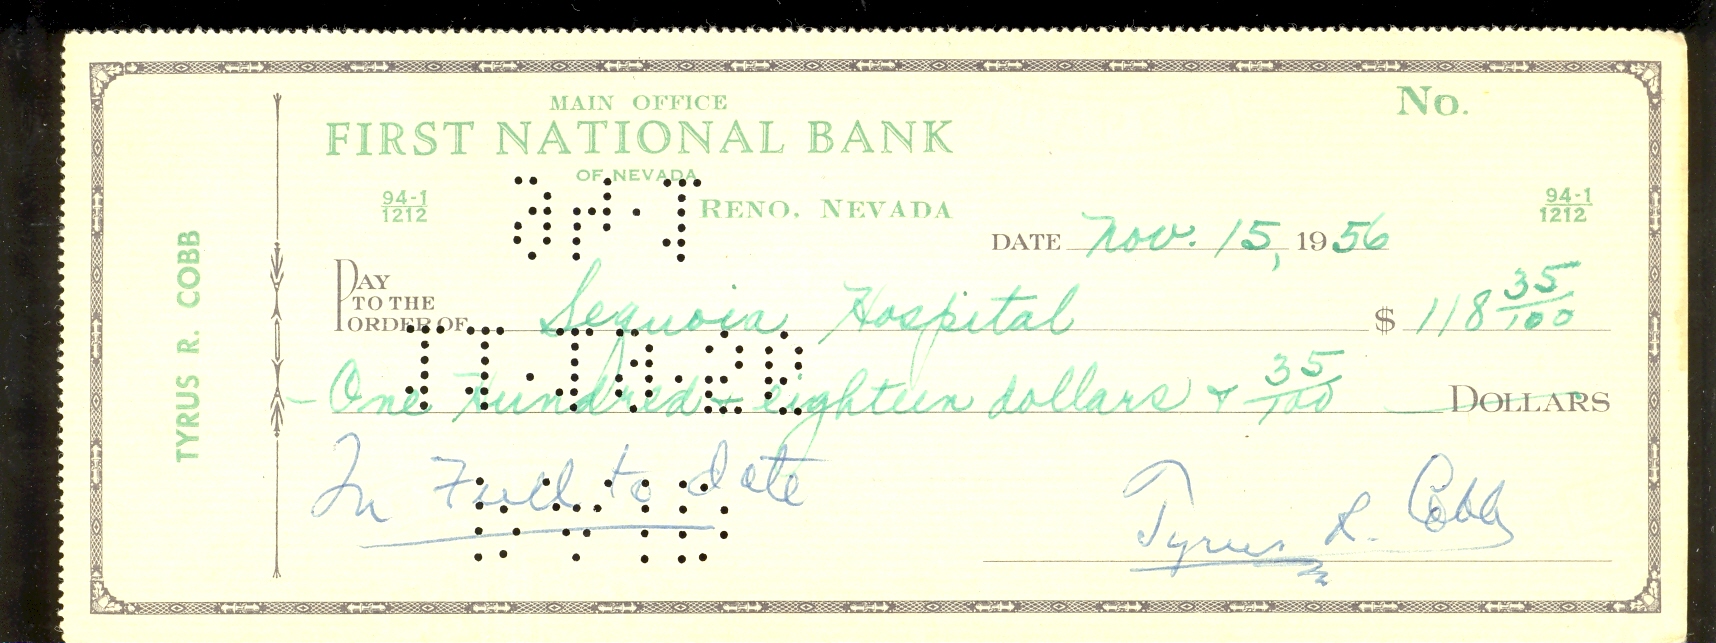 MAIN OFFICE
No.
FIRST NATIONAL BANK
OF NEVADA
94-1
1212
RENO, NEVADA
94-1
1212
DATE Nov. 15, 1956
TYRUS R. COBB
PAY TO THE ORDER OF Sequoia Hospital $ 118 35/100
One Hundred + eighteen dollars + 35/100 DOLLARS
In Full to date
Tyrus R. Cobb